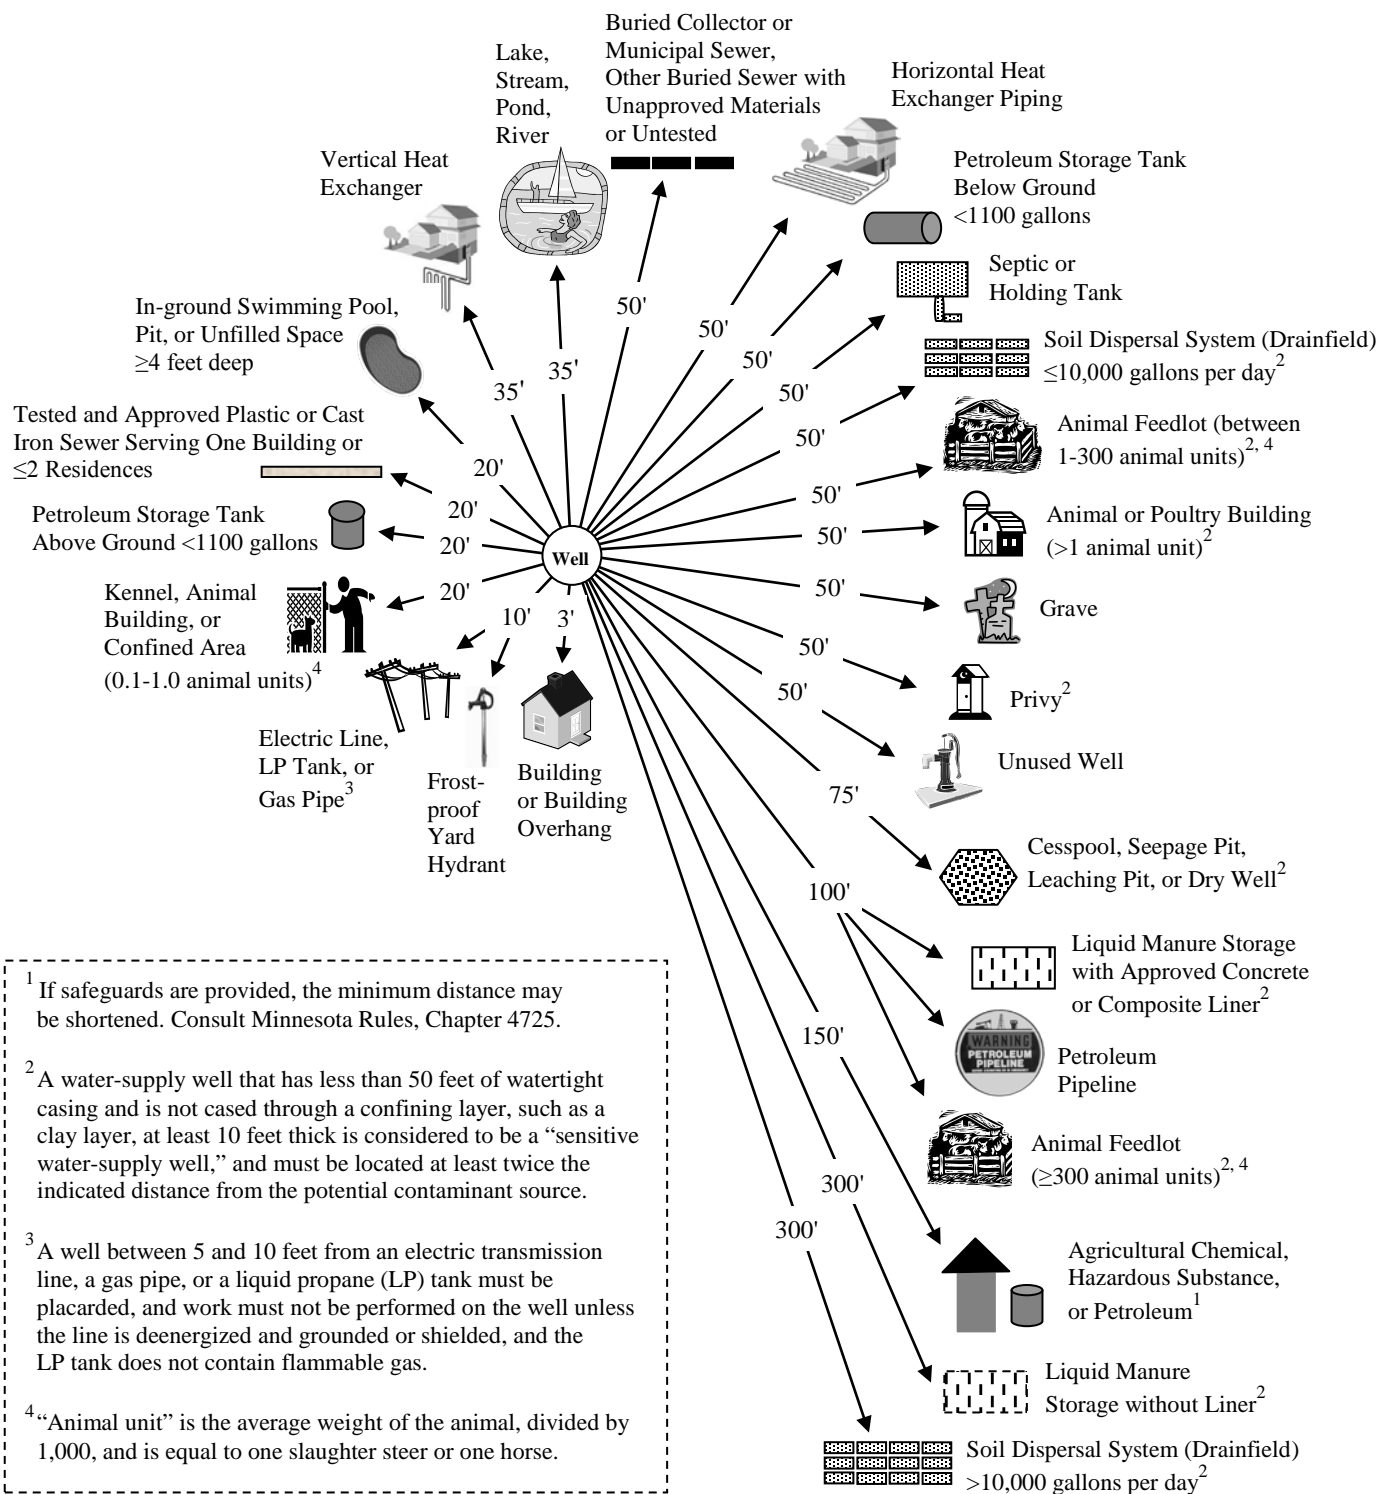 Buried Collector or
Municipal Sewer,
Other Buried Sewer with
Unapproved Materials
or Untested
Lake,
Stream,
Pond,
River
Horizontal Heat
Exchanger Piping
Vertical Heat
Exchanger
Petroleum Storage Tank
Below Ground
<1100 gallons
Septic or
Holding Tank
In-ground Swimming Pool,
Pit, or Unfilled Space
≥4 feet deep
Soil Dispersal System (Drainfield)
≤10,000 gallons per day2
Tested and Approved Plastic or Cast
Iron Sewer Serving One Building or
≤2 Residences
Animal Feedlot (between
1-300 animal units)2, 4
Petroleum Storage Tank
Above Ground <1100 gallons
Animal or Poultry Building
(>1 animal unit)2
Kennel, Animal
Building, or
Confined Area
(0.1-1.0 animal units)4
Grave
Privy2
Electric Line,
LP Tank, or
Gas Pipe3
Frost-
proof
Yard
Hydrant
Building
or Building
Overhang
Unused Well
Well
50'
50'
50'
50'
50'
50'
50'
50'
50'
50'
35'
35'
20'
20'
20'
20'
10'
3'
75'
100'
150'
300'
300'
Cesspool, Seepage Pit,
Leaching Pit, or Dry Well2
Liquid Manure Storage
with Approved Concrete
or Composite Liner2
WARNING
PETROLEUM
PIPELINE
Petroleum
Pipeline
Animal Feedlot
(≥300 animal units)2, 4
Agricultural Chemical,
Hazardous Substance,
or Petroleum1
Liquid Manure
Storage without Liner2
Soil Dispersal System (Drainfield)
>10,000 gallons per day2
1 If safeguards are provided, the minimum distance may
be shortened. Consult Minnesota Rules, Chapter 4725.
2 A water-supply well that has less than 50 feet of watertight
casing and is not cased through a confining layer, such as a
clay layer, at least 10 feet thick is considered to be a “sensitive
water-supply well,” and must be located at least twice the
indicated distance from the potential contaminant source.
3 A well between 5 and 10 feet from an electric transmission
line, a gas pipe, or a liquid propane (LP) tank must be
placarded, and work must not be performed on the well unless
the line is deenergized and grounded or shielded, and the
LP tank does not contain flammable gas.
4 “Animal unit” is the average weight of the animal, divided by
1,000, and is equal to one slaughter steer or one horse.